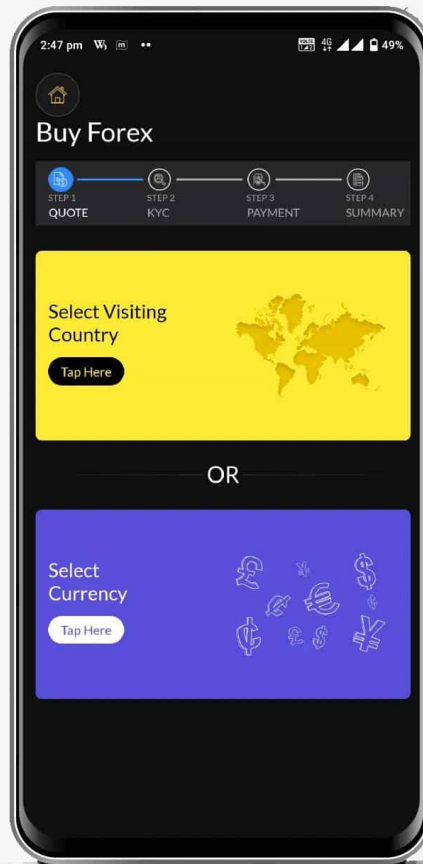 2:47 pm W, m •• VoLTE 4G 49%
Buy Forex
STEP 1 STEP 2 STEP 3 STEP 4
QUOTE KYC PAYMENT SUMMARY
Select Visiting
Country
Tap Here
OR
Select
Currency
Tap Here
£ ¥ $
₵ € ¢
₵ £ $ ¥